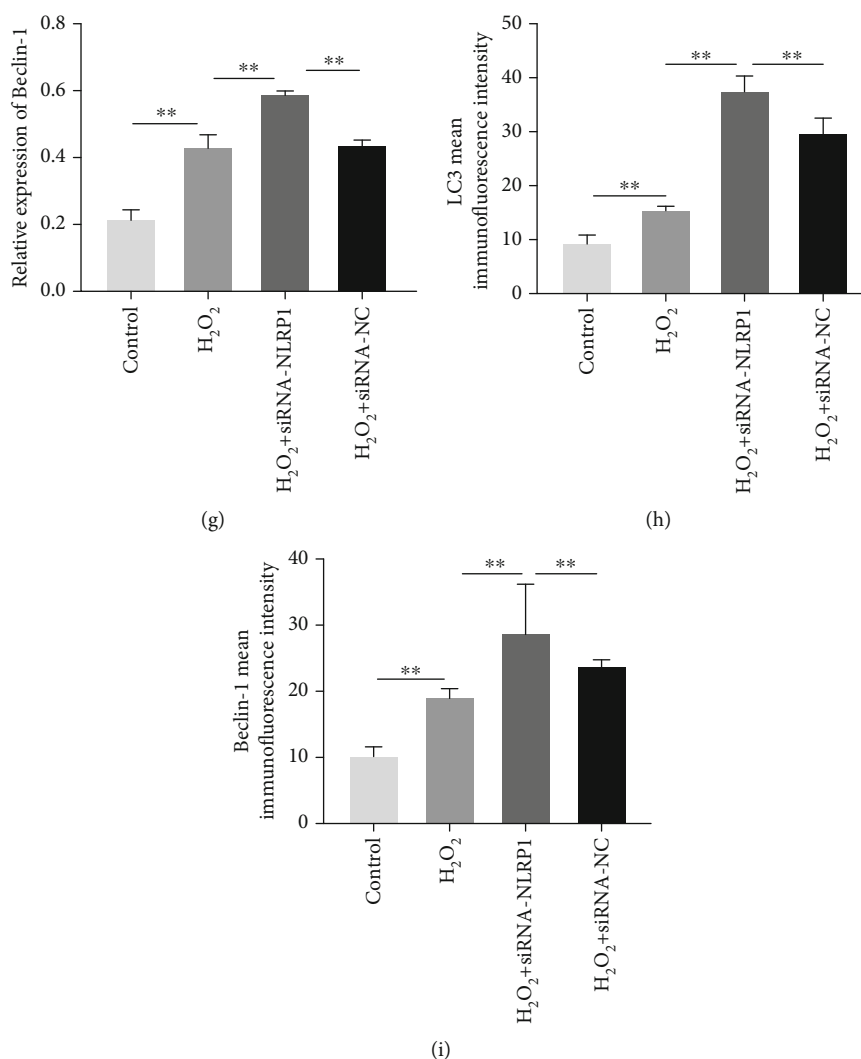 Relative expression of Beclin-1
0.8
0.6
0.4
0.2
0.0
**
**
**
Control
H₂O₂
H₂O₂+siRNA-NLRP1
H₂O₂+siRNA-NC
(g)
LC3 mean
immunofluorescence intensity
50
40
30
20
10
0
**
**
**
Control
H₂O₂
H₂O₂+siRNA-NLRP1
H₂O₂+siRNA-NC
(h)
Beclin-1 mean
immunofluorescence intensity
40
30
20
10
0
**
**
**
Control
H₂O₂
H₂O₂+siRNA-NLRP1
H₂O₂+siRNA-NC
(i)